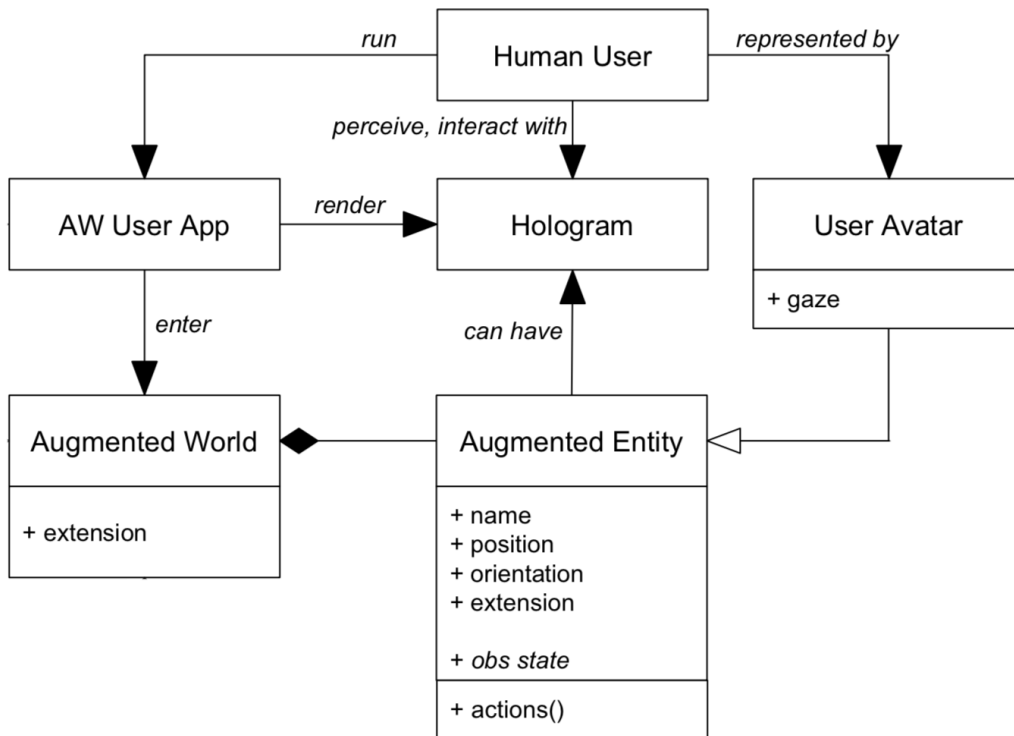 run
Human User
represented by
perceive, interact with
AW User App
render
Hologram
User Avatar
+ gaze
enter
can have
Augmented World
+ extension
Augmented Entity
+ name
+ position
+ orientation
+ extension
+ obs state
+ actions()